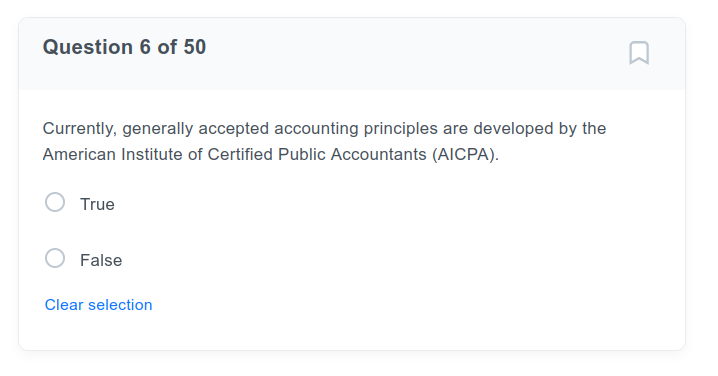 Question 6 of 50
Currently, generally accepted accounting principles are developed by the
American Institute of Certified Public Accountants (AICPA).
True
False
Clear selection